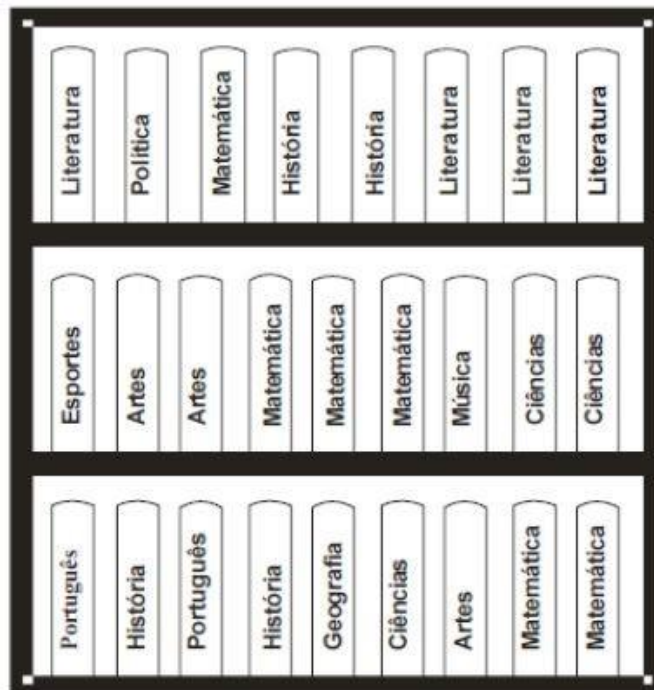 Literatura Política Matemática História História Literatura Literatura Literatura
Esportes Artes Artes Matemática Matemática Matemática Música Ciências Ciências
Português História Português História Geografia Ciências Artes Matemática Matemática